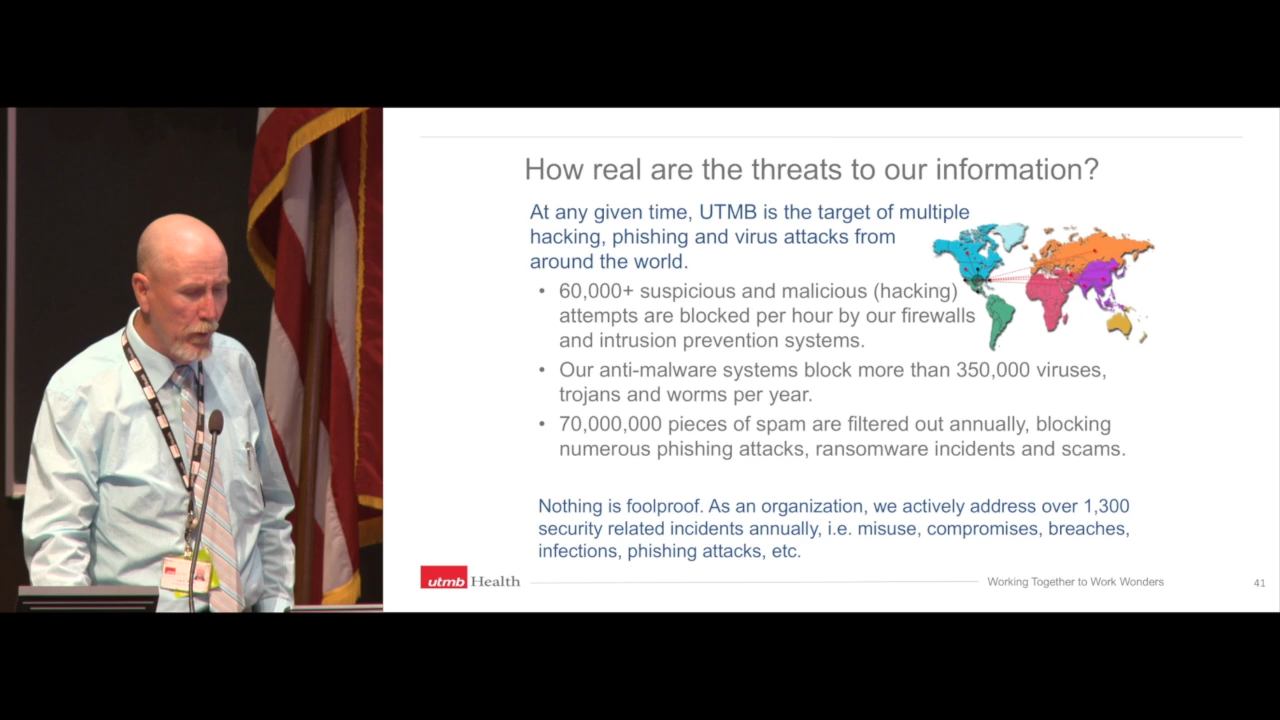 How real are the threats to our information?
At any given time, UTMB is the target of multiple
hacking, phishing and virus attacks from
around the world.
• 60,000+ suspicious and malicious (hacking)
attempts are blocked per hour by our firewalls
and intrusion prevention systems.
• Our anti-malware systems block more than 350,000 viruses,
trojans and worms per year.
• 70,000,000 pieces of spam are filtered out annually, blocking
numerous phishing attacks, ransomware incidents and scams.
Nothing is foolproof. As an organization, we actively address over 1,300
security related incidents annually, i.e. misuse, compromises, breaches,
infections, phishing attacks, etc.
utmb Health
Working Together to Work Wonders
41